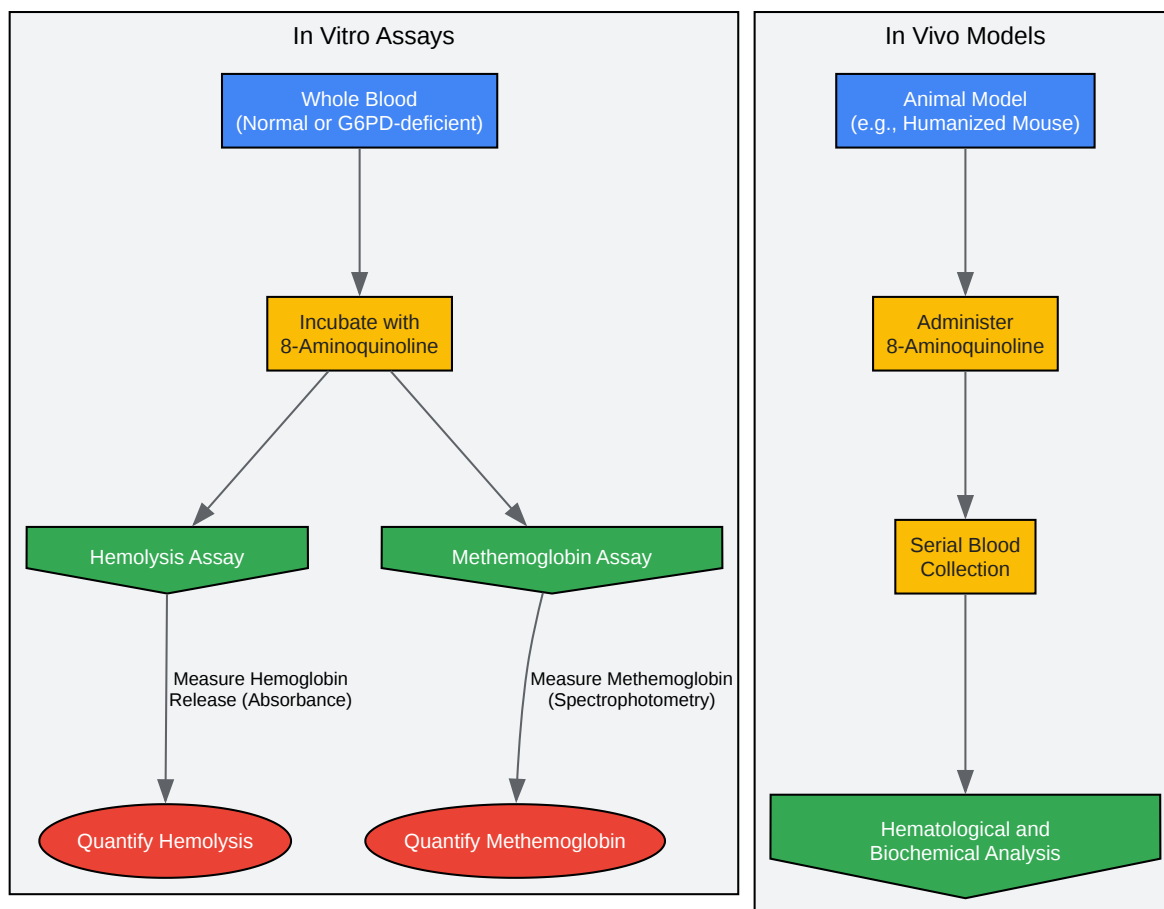 In Vitro Assays
Whole Blood
(Normal or G6PD-deficient)
Incubate with
8-Aminoquinoline
Hemolysis Assay
Methemoglobin Assay
Measure Hemoglobin
Release (Absorbance)
Measure Methemoglobin
(Spectrophotometry)
Quantify Hemolysis
Quantify Methemoglobin
In Vivo Models
Animal Model
(e.g., Humanized Mouse)
Administer
8-Aminoquinoline
Serial Blood
Collection
Hematological and
Biochemical Analysis